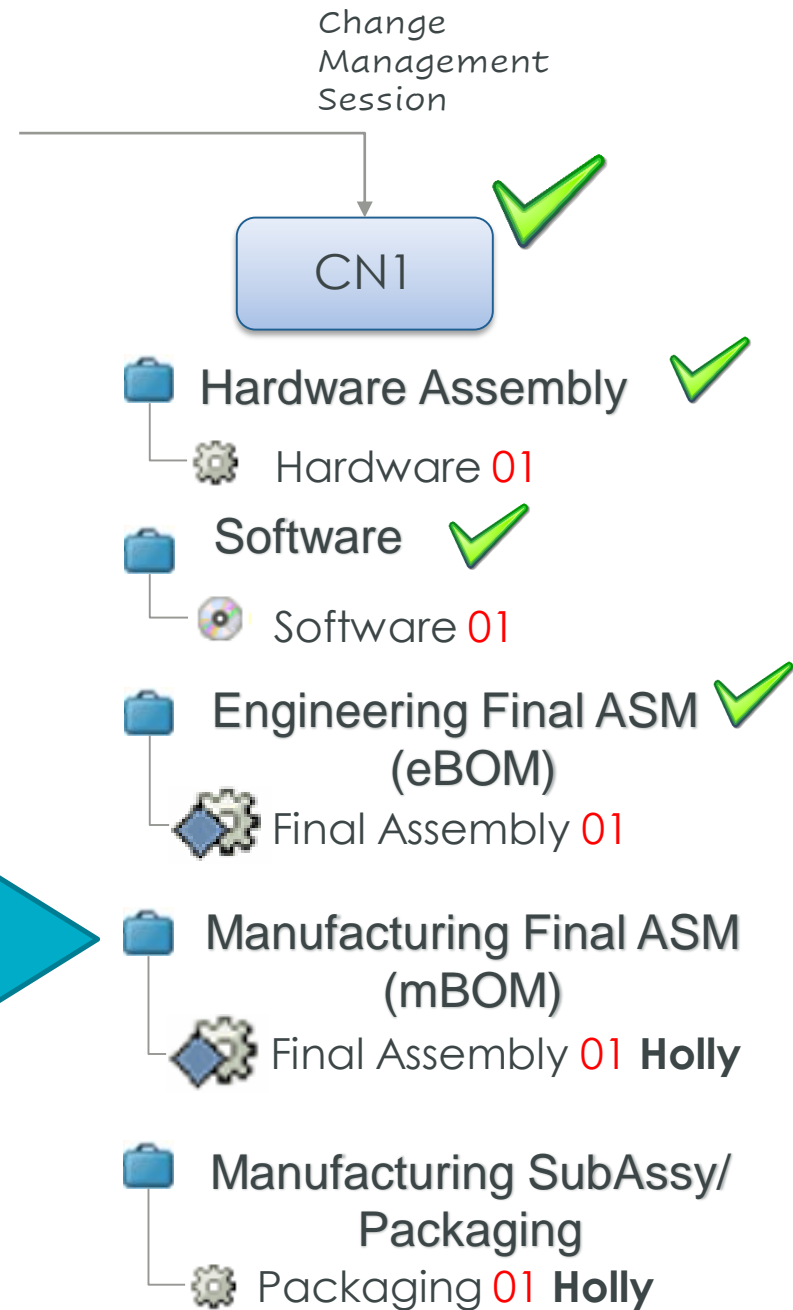 Change
Management
Session
CN1
Hardware Assembly
Hardware 01
Software
Software 01
Engineering Final ASM
(eBOM)
Final Assembly 01
Manufacturing Final ASM
(mBOM)
Final Assembly 01 Holly
Manufacturing SubAssy/
Packaging
Packaging 01 Holly